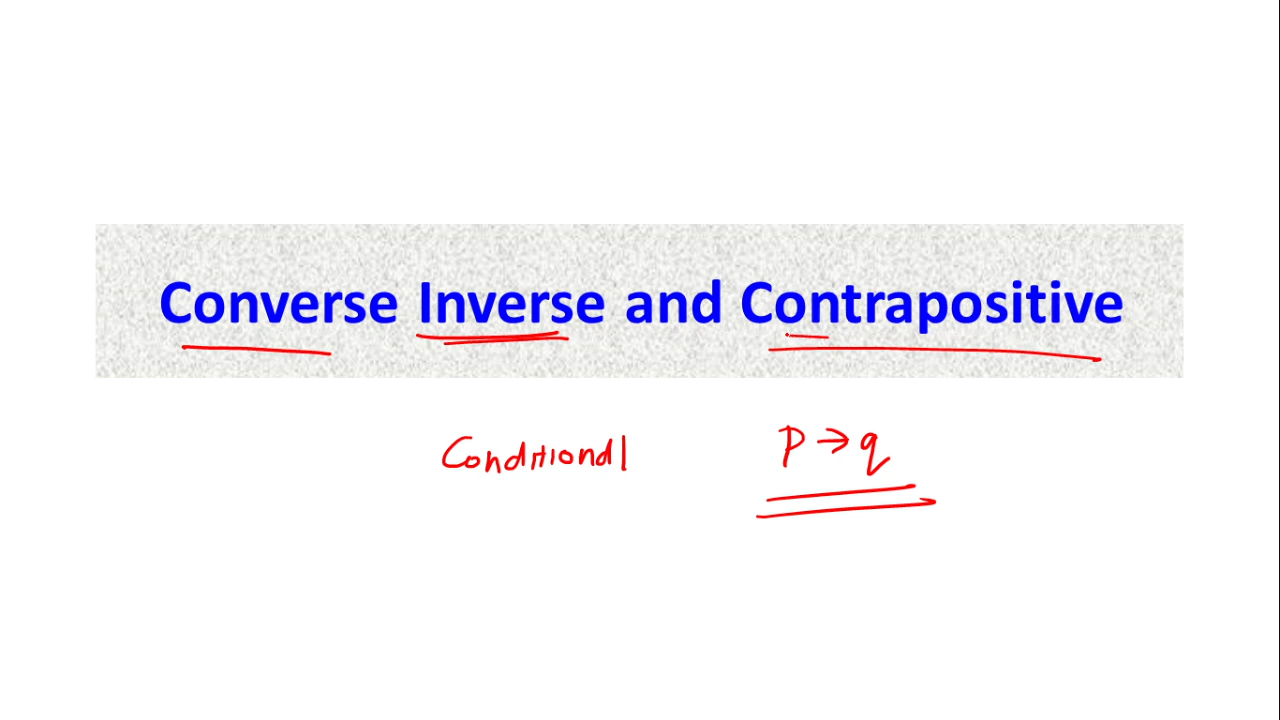 Converse Inverse and Contrapositive
Conditional P → q